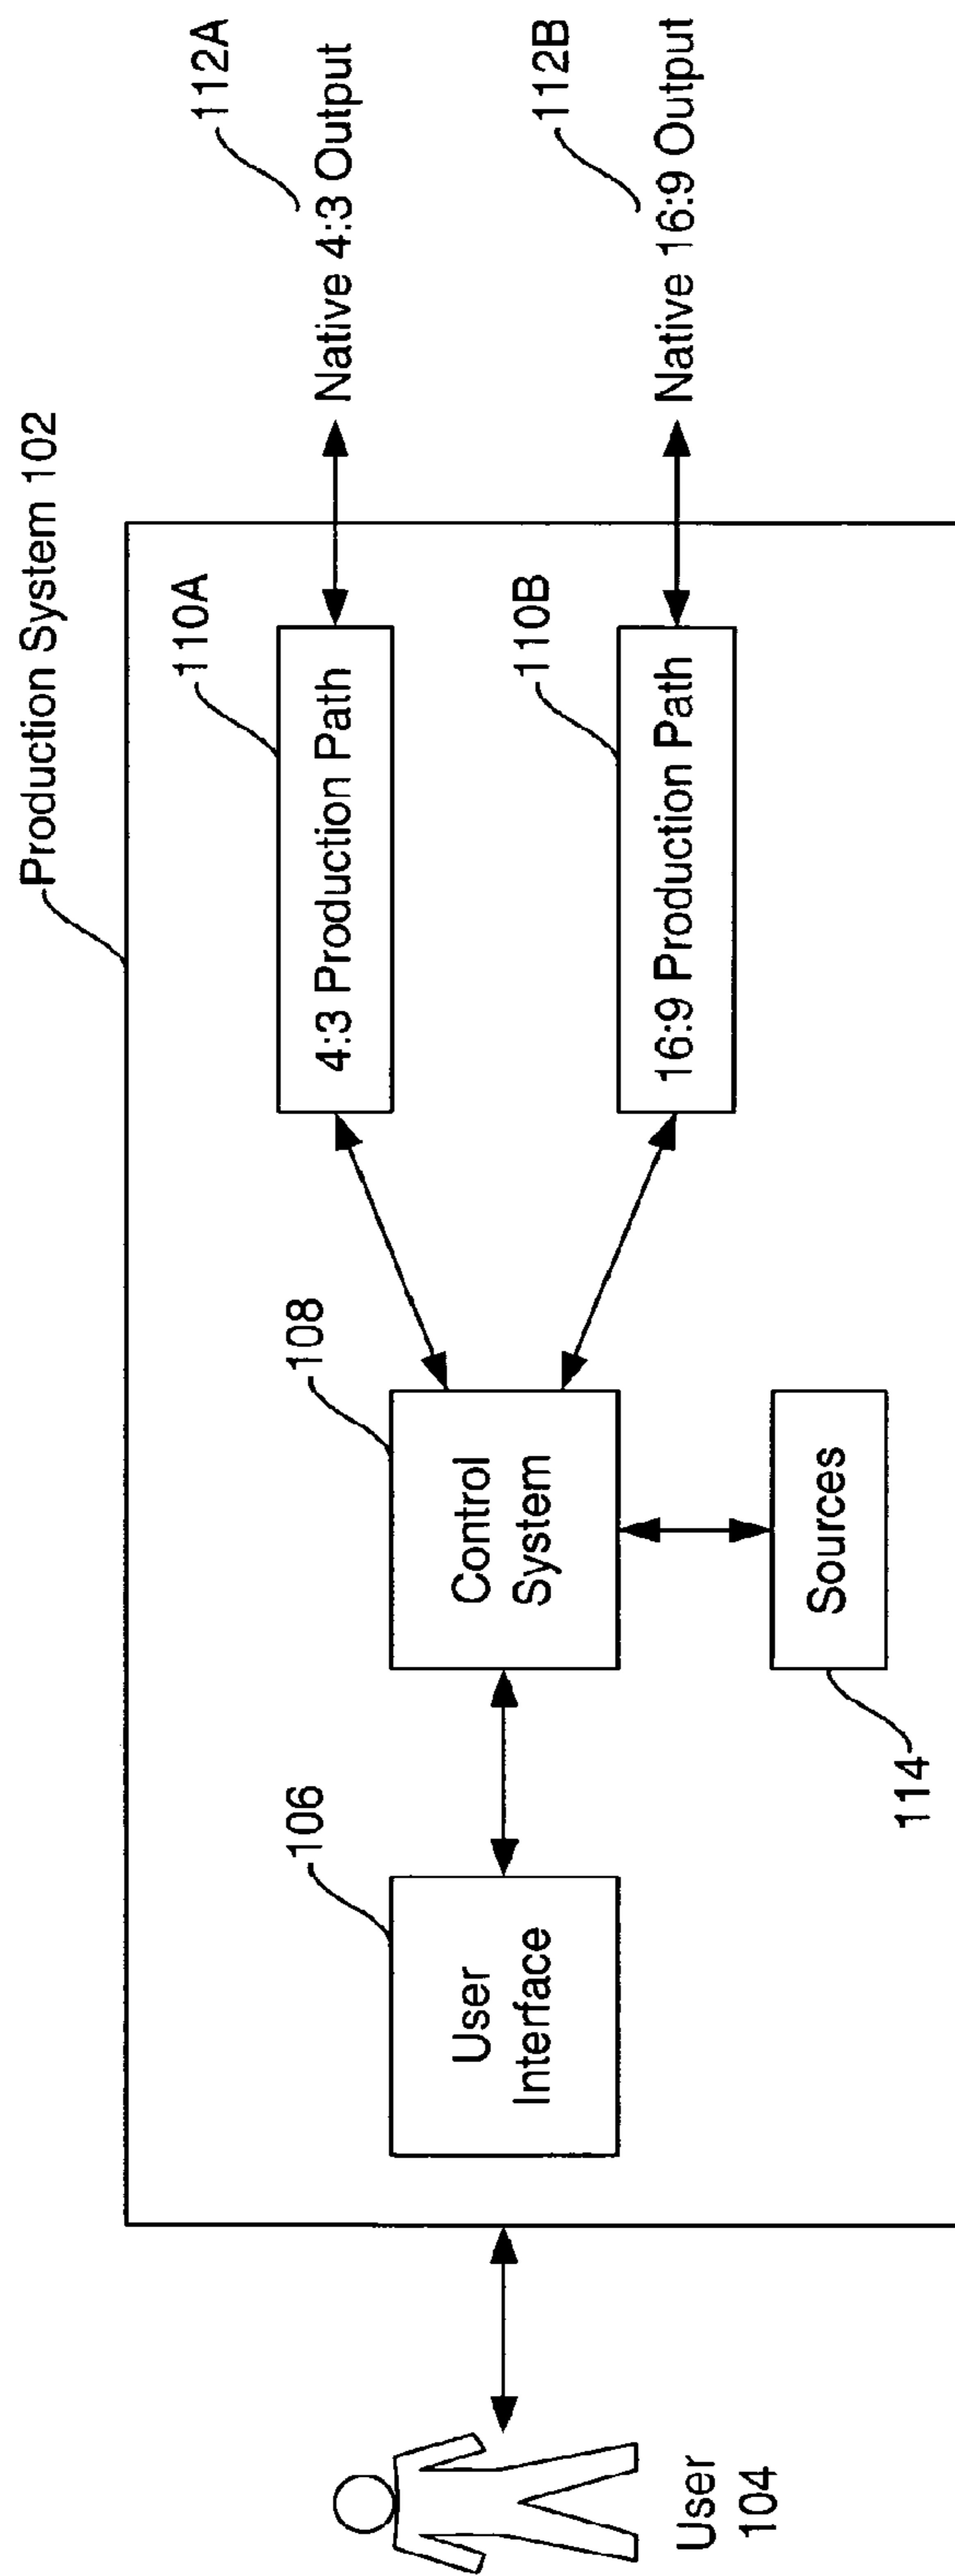 Production System 102
112A
110A
Native 4:3 Output
4:3 Production Path
108
106
112B
110B
Control
System
User
Interface
Native 16:9 Output
16:9 Production Path
User
104
Sources
114